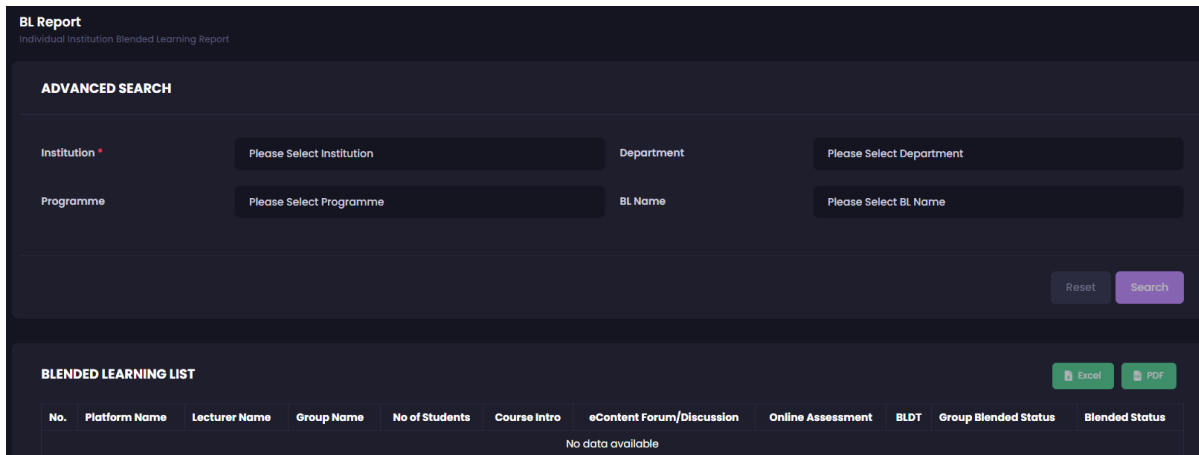 BL Report
Individual Institution Blended Learning Report
ADVANCED SEARCH
Institution * Please Select Institution Department Please Select Department
Programme Please Select Programme BL Name Please Select BL Name
Reset Search
BLENDED LEARNING LIST Excel PDF
No. Platform Name Lecturer Name Group Name No of Students Course Intro eContent Forum/Discussion Online Assessment BLDT Group Blended Status Blended Status
No data available